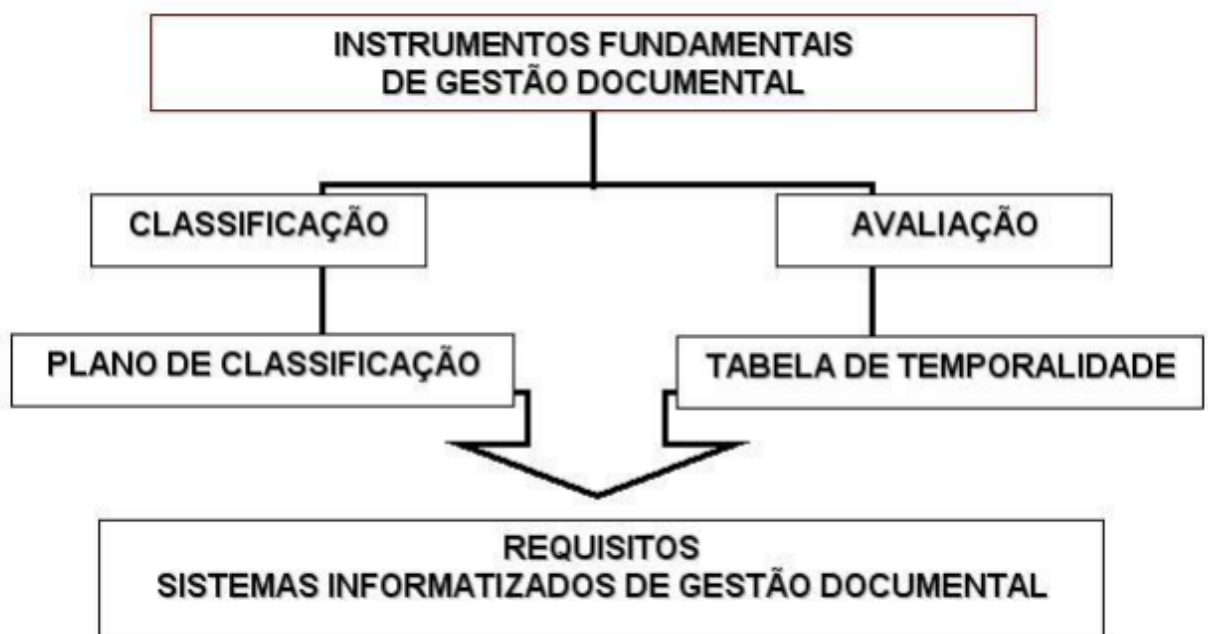 INSTRUMENTOS FUNDAMENTAIS
DE GESTÃO DOCUMENTAL
CLASSIFICAÇÃO
AVALIAÇÃO
PLANO DE CLASSIFICAÇÃO
TABELA DE TEMPORALIDADE
REQUISITOS
SISTEMAS INFORMATIZADOS DE GESTÃO DOCUMENTAL